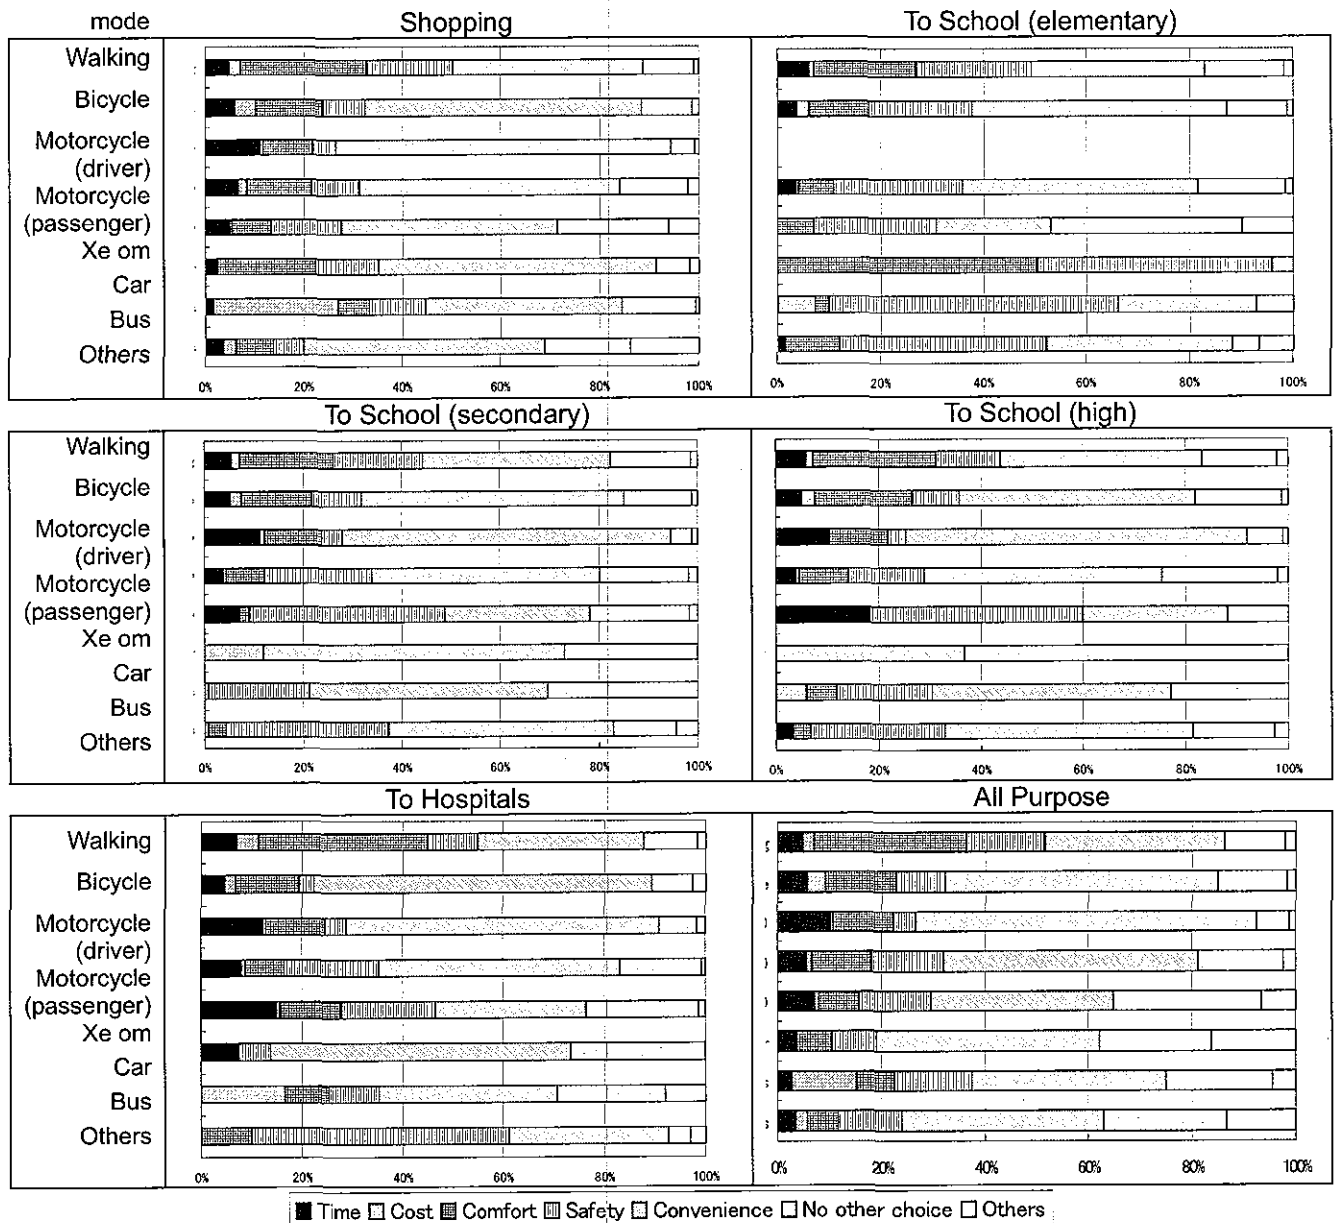 mode Shopping To School (elementary)
Walking
Bicycle
Motorcycle
(driver)
Motorcycle
(passenger)
Xe om
Car
Bus
Others
0% 20% 40% 60% 80% 100% 0% 20% 40% 60% 80% 100%
To School (secondary) To School (high)
Walking
Bicycle
Motorcycle
(driver)
Motorcycle
(passenger)
Xe om
Car
Bus
Others
0% 20% 40% 60% 80% 100% 0% 20% 40% 60% 80% 100%
To Hospitals All Purpose
Walking
Bicycle
Motorcycle
(driver)
Motorcycle
(passenger)
Xe om
Car
Bus
Others
0% 20% 40% 60% 80% 100% 0% 20% 40% 60% 80% 100%
Time Cost Comfort Safety Convenience No other choice Others